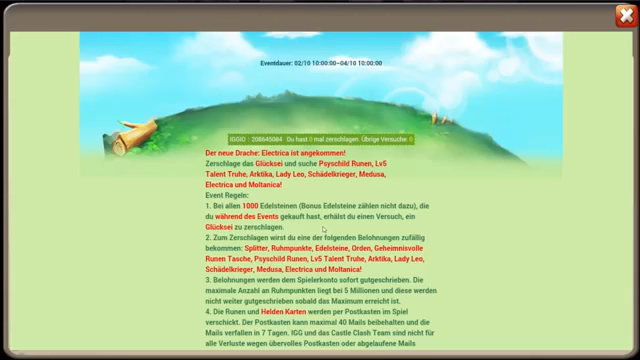 Eventdauer: 02/10 10:00:00~04/10 10:00:00
IGGIO : 208645084 Du hast 0 mal zerschlagen. Übrige Versuche: 0
Der neue Drache: Electrica ist angekommen!
Zerschlage das Glücksei und suche Psyschild Runen, Lv5
Talent Truhe, Arktika, Lady Leo, Schädelkrieger, Medusa,
Electrica und Moltanica!
Event Regeln:
1. Bei allen 1000 Edelsteinen (Bonus Edelsteine zählen nicht dazu), die
du während des Events gekauft hast, erhälst du einen Versuch, ein
Glücksei zu zerschlagen.
2. Zum Zerschlagen wirst du eine der folgenden Belohnungen zufällig
bekommen: Splitter, Ruhmpunkte, Edelsteine, Orden, Geheimnisvolle
Runen Tasche, Psyschild Runen, Lv5 Talent Truhe, Arktika, Lady Leo,
Schädelkrieger, Medusa, Electrica und Moltanica!
3. Belohnungen werden dem Spielerkonto sofort gutgeschrieben. Die
maximale Anzahl an Ruhmpunkten liegt bei 5 Millionen und diese werden
nicht weiter gutgeschrieben sobald das Maximum erreicht ist.
4. Die Runen und Helden Karten werden per Postkarten im Spiel
verschickt. Der Postkasten kann maximal 40 Mails beibehalten und die
Mails verfallen in 7 Tagen. IGG und das Castle Clash Team sind nicht
für alle Verluste wegen übervolles Postkasten oder abgelaufene Mails